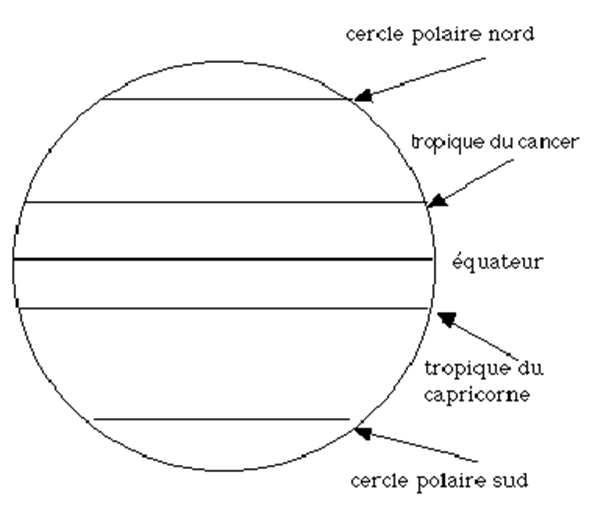 cercle polaire nord
tropique du cancer
équateur
tropique du
capricorne
cercle polaire sud